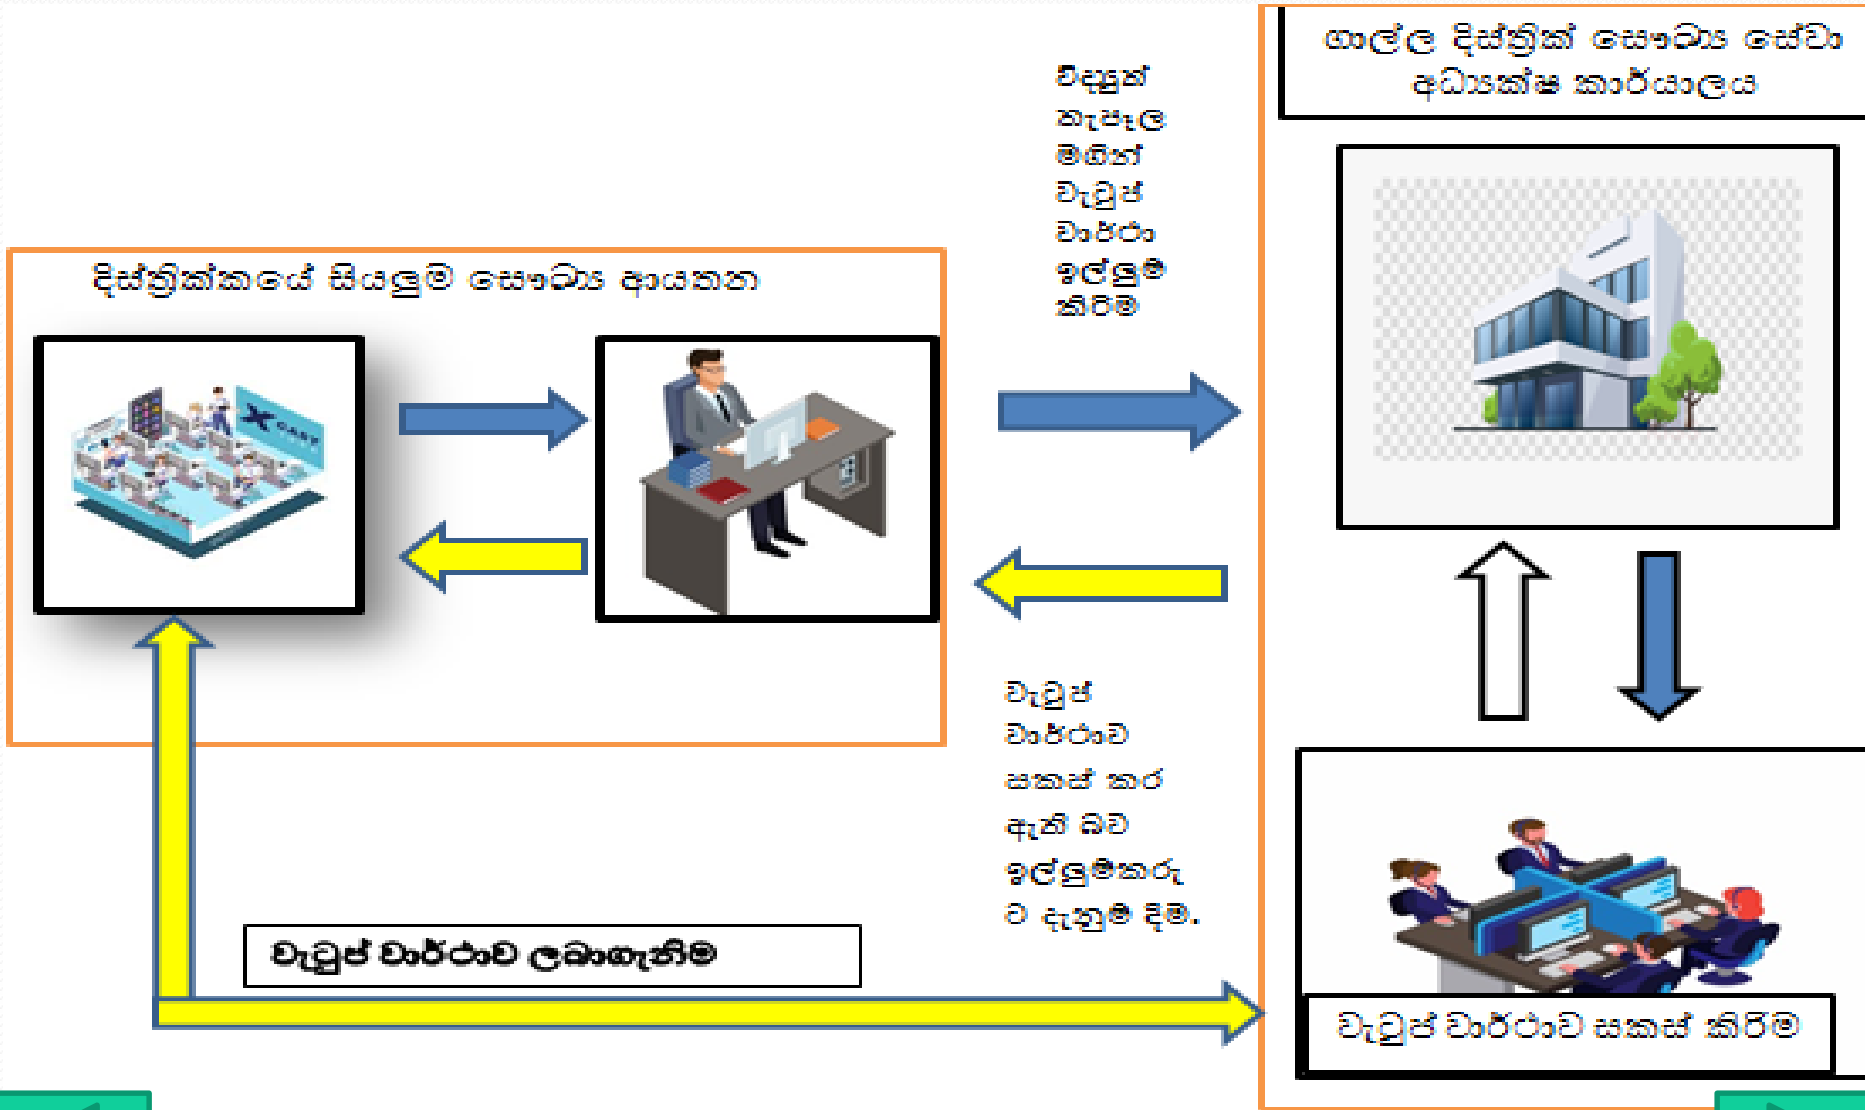 ගාල්ල දිස්ත්‍රික් සෞඛ්‍ය සේවා
අධ්‍යක්ෂ කාර්යාලය
විද්‍යුත්
තැපෑල
මගින්
වැටුප්
වාර්ථා
ඉල්ලුම්
කිරිම
දිස්ත්‍රික්කයේ සියලුම සෞඛ්‍ය ආයතන
වැටුප්
වාර්ථාව
සකස් කර
ඇති බව
ඉල්ලුම්කරු
ට දැනුම් දිම.
වැටුප් වාර්ථාව ලබාගැනිම
වැටුප් වාර්ථාව සකස් කිරිම